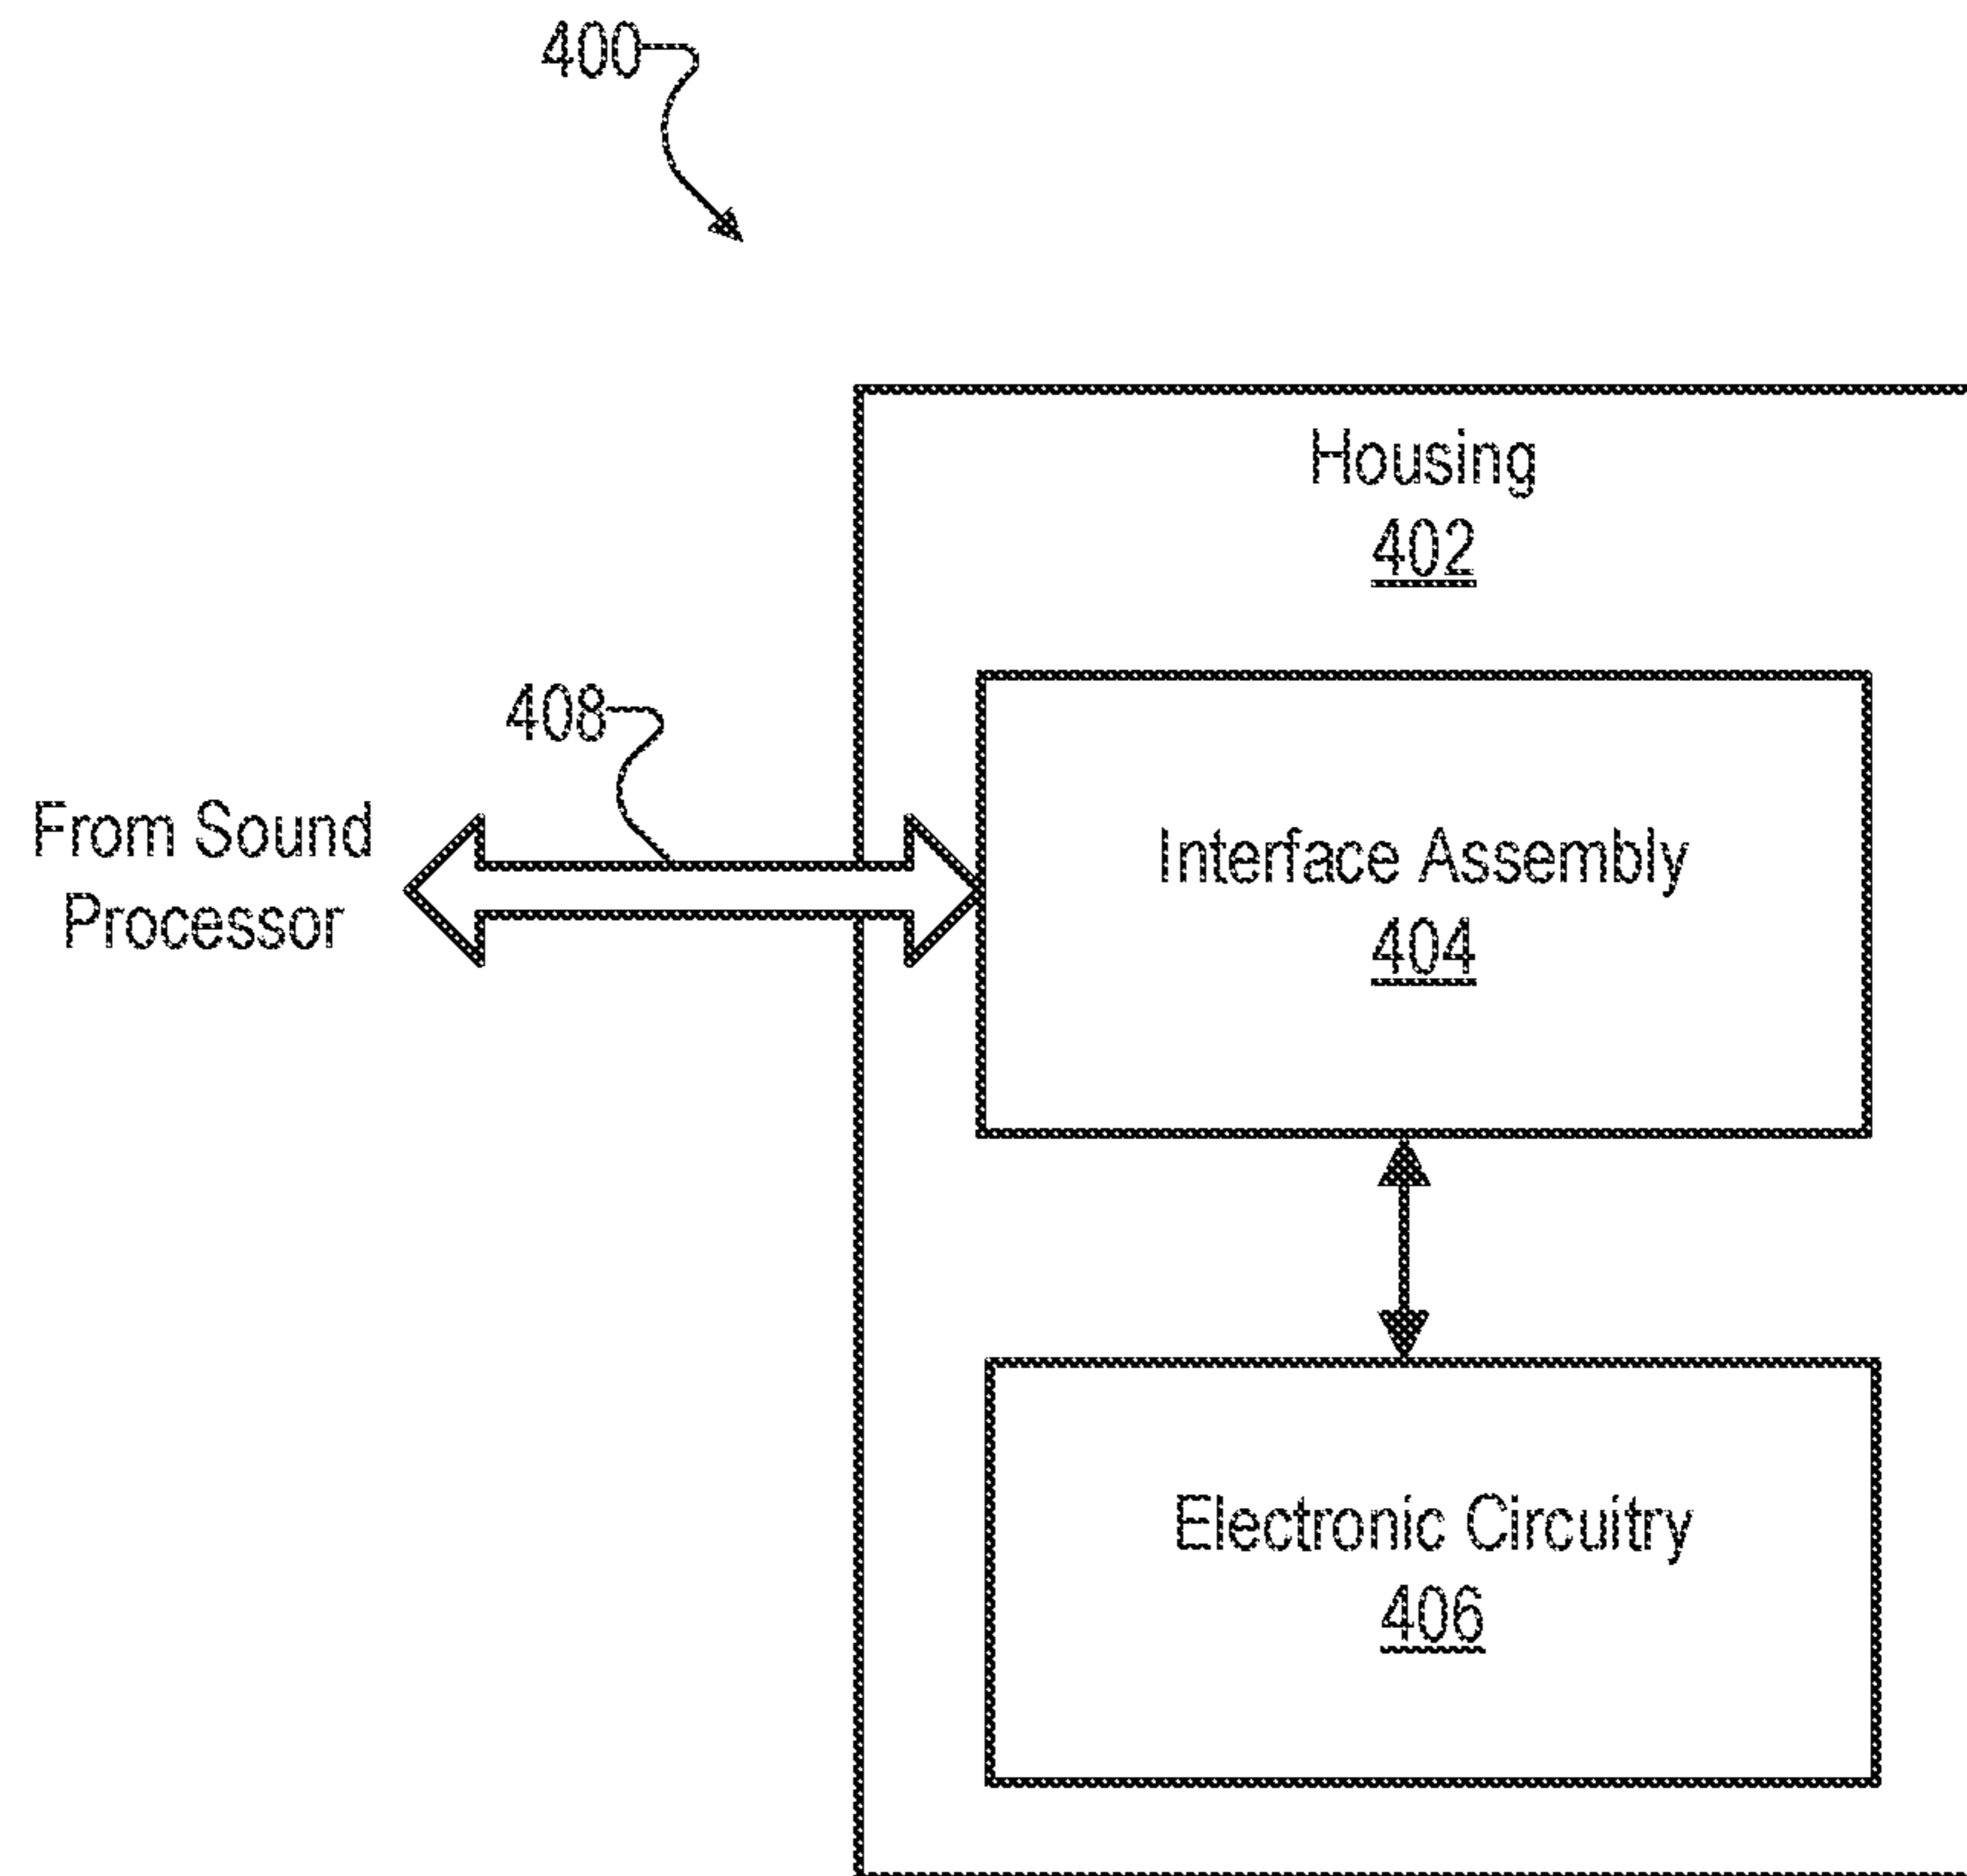 400
Housing
402
408
From Sound
Processor
Interface Assembly
404
Electronic Circuitry
406